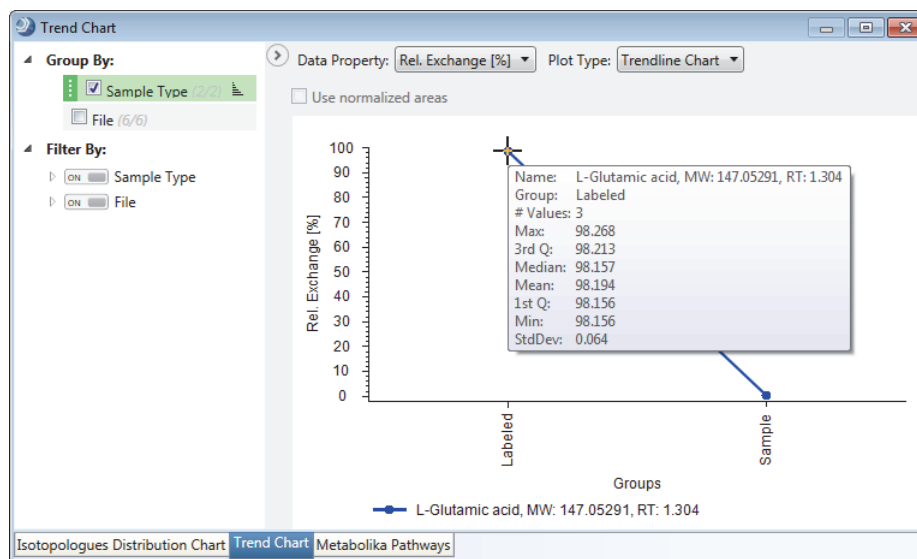 Trend Chart
Group By:
Sample Type (2/2)
File (6/6)
Filter By:
ON Sample Type
ON File
Data Property: Rel. Exchange [%] Plot Type: Trendline Chart
Use normalized areas
100
90
80
70
60
50
40
30
20
10
0
Rel. Exchange [%]
Name: L-Glutamic acid, MW: 147.05291, RT: 1.304
Group: Labeled
# Values: 3
Max: 98.268
3rd Q: 98.213
Median: 98.157
Mean: 98.194
1st Q: 98.156
Min: 98.156
StdDev: 0.064
Labeled
Sample
Groups
L-Glutamic acid, MW: 147.05291, RT: 1.304
Isotopologues Distribution Chart Trend Chart Metabolika Pathways